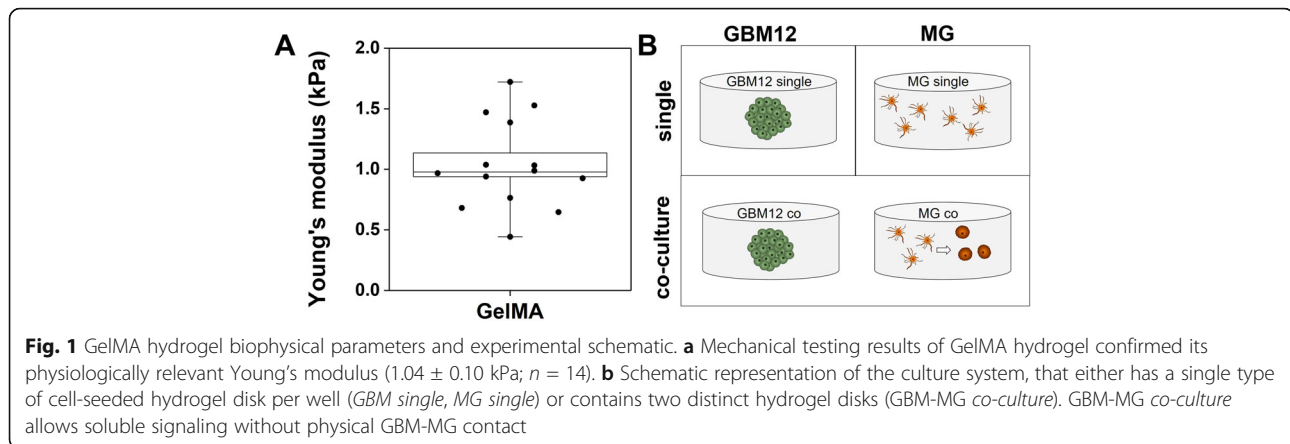 A
Young's modulus (kPa)
2.0
1.5
1.0
0.5
0.0
GelMA
B
GBM12
MG
single
GBM12 single
MG single
co-culture
GBM12 co
MG co
Fig. 1 GelMA hydrogel biophysical parameters and experimental schematic. a Mechanical testing results of GelMA hydrogel confirmed its
physiologically relevant Young's modulus (1.04 ± 0.10 kPa; n = 14). b Schematic representation of the culture system, that either has a single type
of cell-seeded hydrogel disk per well (GBM single, MG single) or contains two distinct hydrogel disks (GBM-MG co-culture). GBM-MG co-culture
allows soluble signaling without physical GBM-MG contact